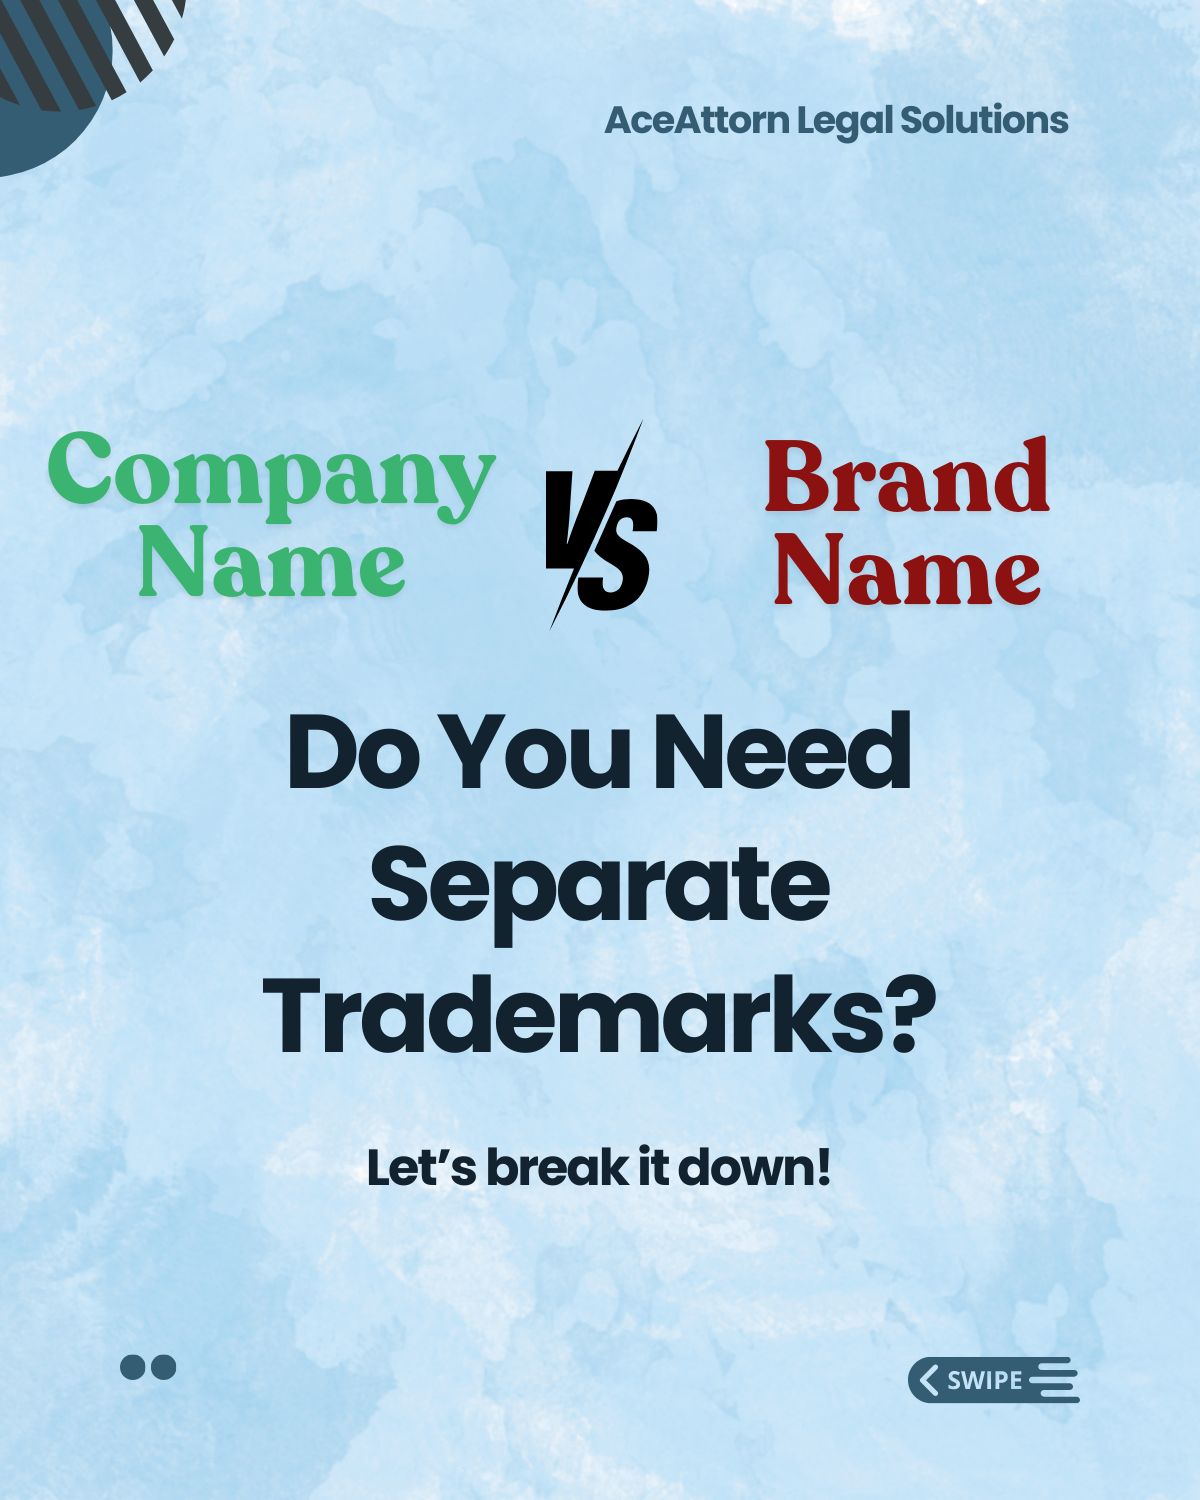 AceAttorn Legal Solutions
Company
Name
VS
Brand
Name
Do You Need
Separate
Trademarks?
Let’s break it down!
SWIPE